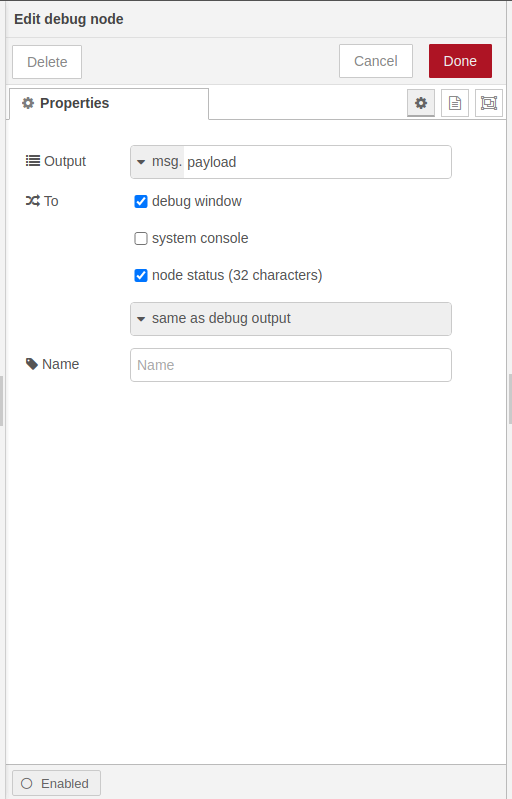 Edit debug node
Delete
Cancel
Done
Properties
Output
msg. payload
To
debug window
system console
node status (32 characters)
same as debug output
Name
Name
Enabled